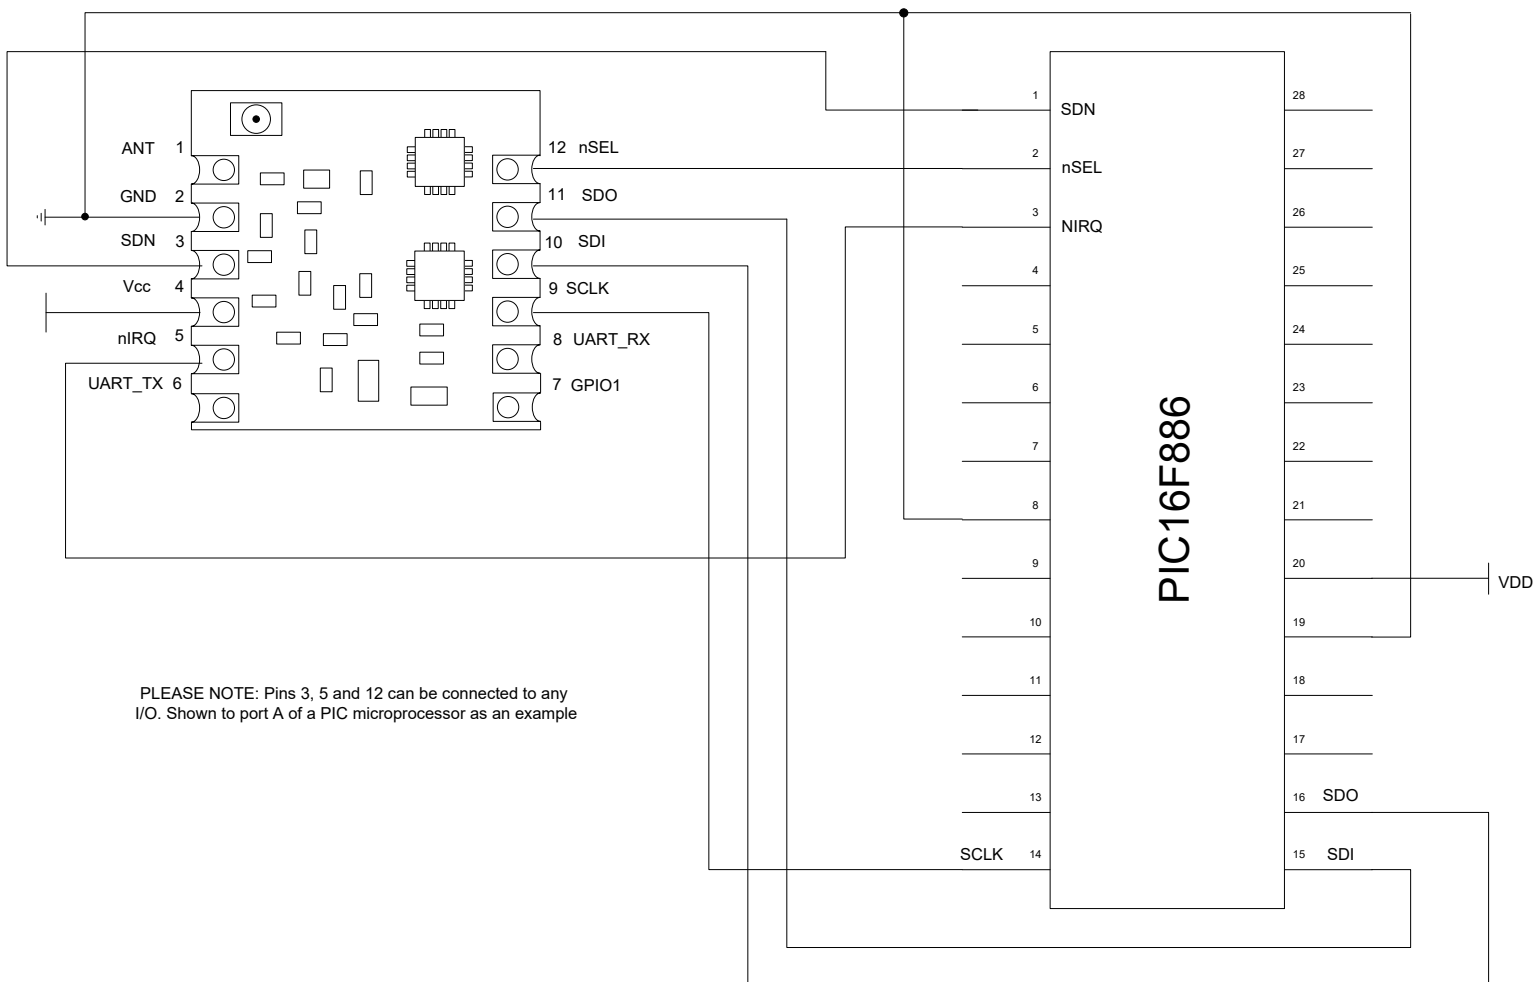 ANT 1
GND 2
SDN 3
Vcc 4
nIRQ 5
UART_TX 6
12 nSEL
11 SDO
10 SDI
9 SCLK
8 UART_RX
7 GPIO1
PLEASE NOTE: Pins 3, 5 and 12 can be connected to any
I/O. Shown to port A of a PIC microprocessor as an example
1 SDN
2 nSEL
3 NIRQ
4
5
6
7
8
9
10
11
12
13
SCLK 14
PIC16F886
28
27
26
25
24
23
22
21
20 VDD
19
18
17
16 SDO
15 SDI